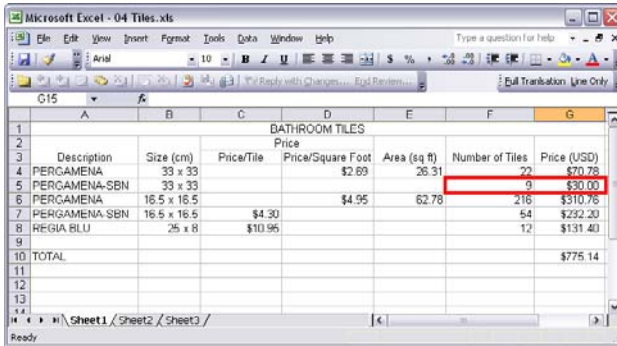 Microsoft Excel - 04 Tiles.xls
File Edit View Insert Format Tools Data Window Help Type a question for help
Arial 10 B I U $ % ,
Reply with Changes... End Review... Full Tranlsation Line Only
G15 fx
A B C D E F G
1 BATHROOM TILES
2 Price
3 Description Size (cm) Price/Tile Price/Square Foot Area (sq ft) Number of Tiles Price (USD)
4 PERGAMENA 33 x 33 $2.69 26.31 22 $70.78
5 PERGAMENA-SBN 33 x 33 9 $30.00
6 PERGAMENA 16.5 x 16.5 $4.95 62.78 216 $310.76
7 PERGAMENA-SBN 16.5 x 16.5 $4.30 54 $232.20
8 REGIA BLU 25 x 8 $10.95 12 $131.40
9
10 TOTAL $775.14
11
12
13
Sheet1 / Sheet2 / Sheet3 /
Ready